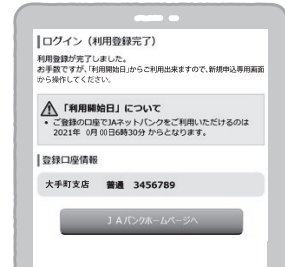 ログイン（利用登録完了）
利用登録が完了しました。
お手数ですが、「利用開始日」からご利用出来ますので、新規申込専用画面
から操作してください。
「利用開始日」について
• ご登録の口座でJAネットバンクをご利用いただけるのは
2021年 0月00日6時30分 からとなります。
登録口座情報
大手町支店 普通 3456789
ＪＡバンクホームページへ